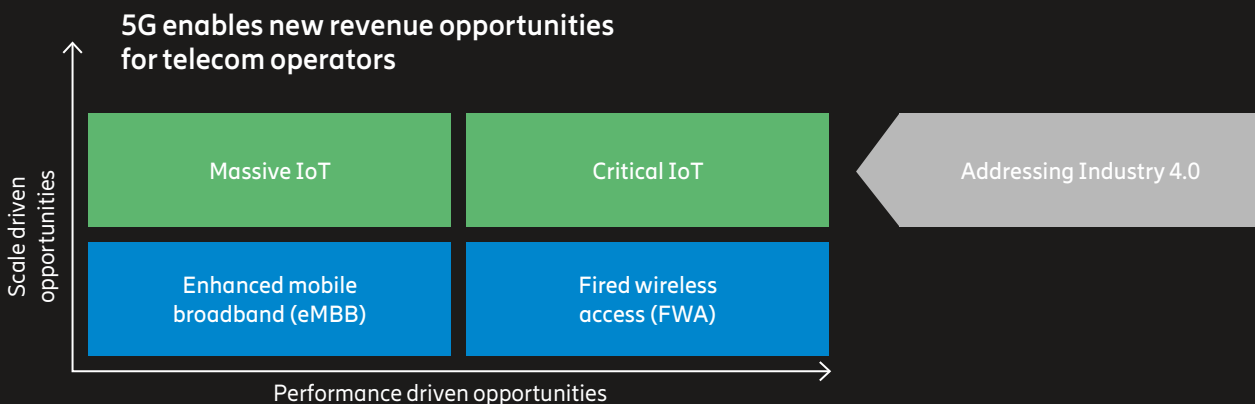 5G enables new revenue opportunities
for telecom operators
Scale driven
opportunities
Massive IoT
Critical IoT
Addressing Industry 4.0
Enhanced mobile
broadband (eMBB)
Fired wireless
access (FWA)
Performance driven opportunities